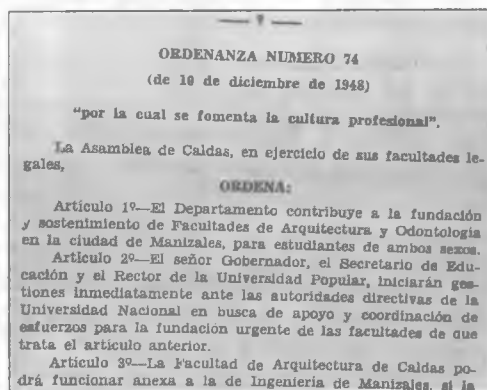 ORDENANZA NUMERO 74
(de 10 de diciembre de 1948)
"por la cual se fomenta la cultura profesional".
La Asamblea de Caldas, en ejercicio de sus facultades le-
gales,
ORDENA:
Artículo 1º—El Departamento contribuye a la fundación
y sostenimiento de Facultades de Arquitectura y Odontología
en la ciudad de Manizales, para estudiantes de ambos sexos.
Artículo 2º—El señor Gobernador, el Secretario de Edu-
cación y el Rector de la Universidad Popular, iniciarán ges-
tiones inmediatamente ante las autoridades directivas de la
Universidad Nacional en busca de apoyo y coordinación de
esfuerzos para la fundación urgente de las facultades de que
trata el artículo anterior.
Artículo 3º—La Facultad de Arquitectura de Caldas po-
drá funcionar anexa a la de Ingeniería de Manizales, si la